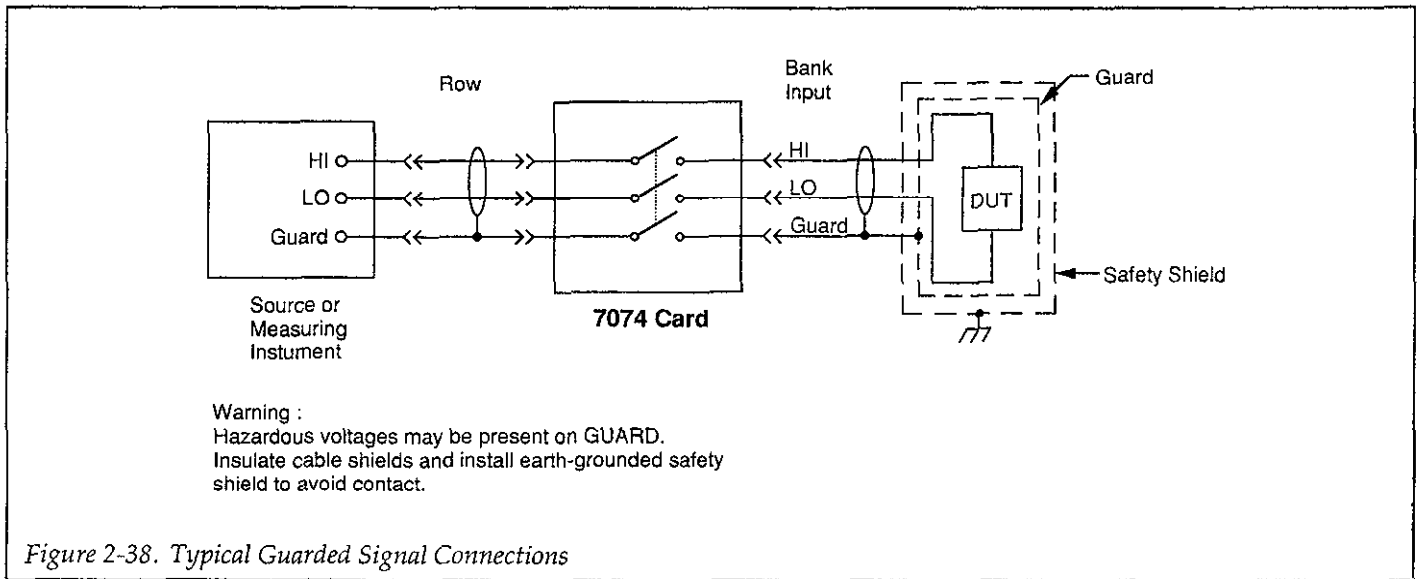 Row
Bank
Input
Guard
HI
LO
Guard
HI
LO
Guard
DUT
Safety Shield
Source or
Measuring
Instument
7074 Card
Warning :
Hazardous voltages may be present on GUARD.
Insulate cable shields and install earth-grounded safety
shield to avoid contact.
Figure 2-38. Typical Guarded Signal Connections